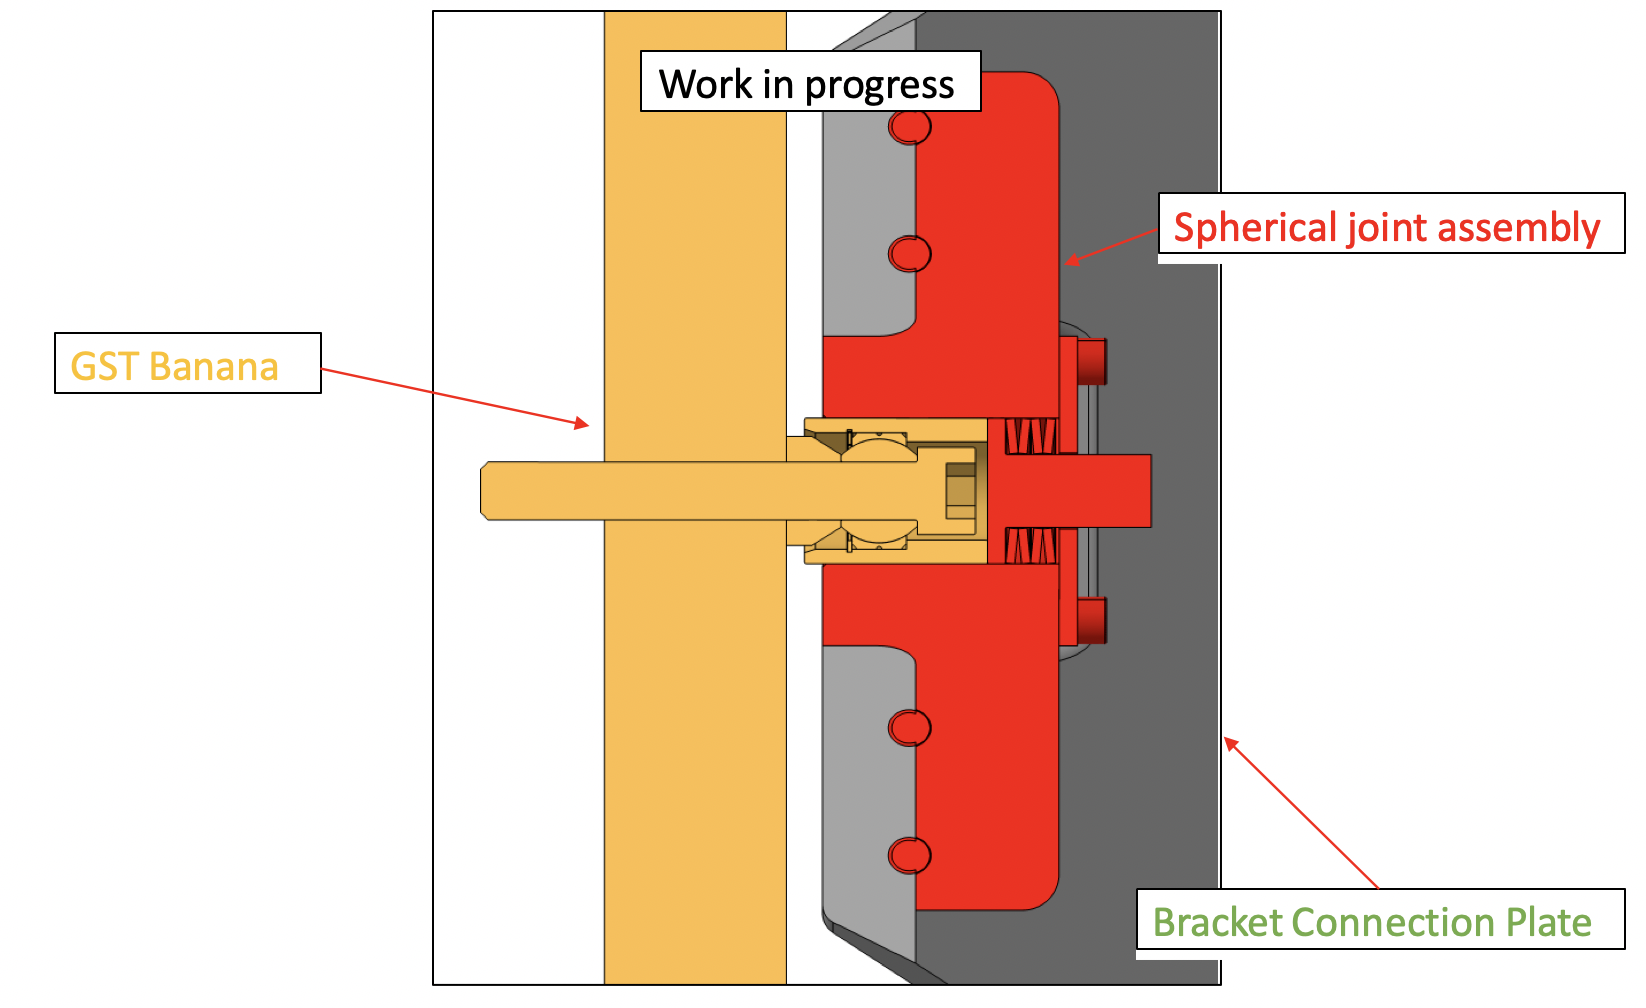 Work in progress
Spherical joint assembly
GST Banana
Bracket Connection Plate